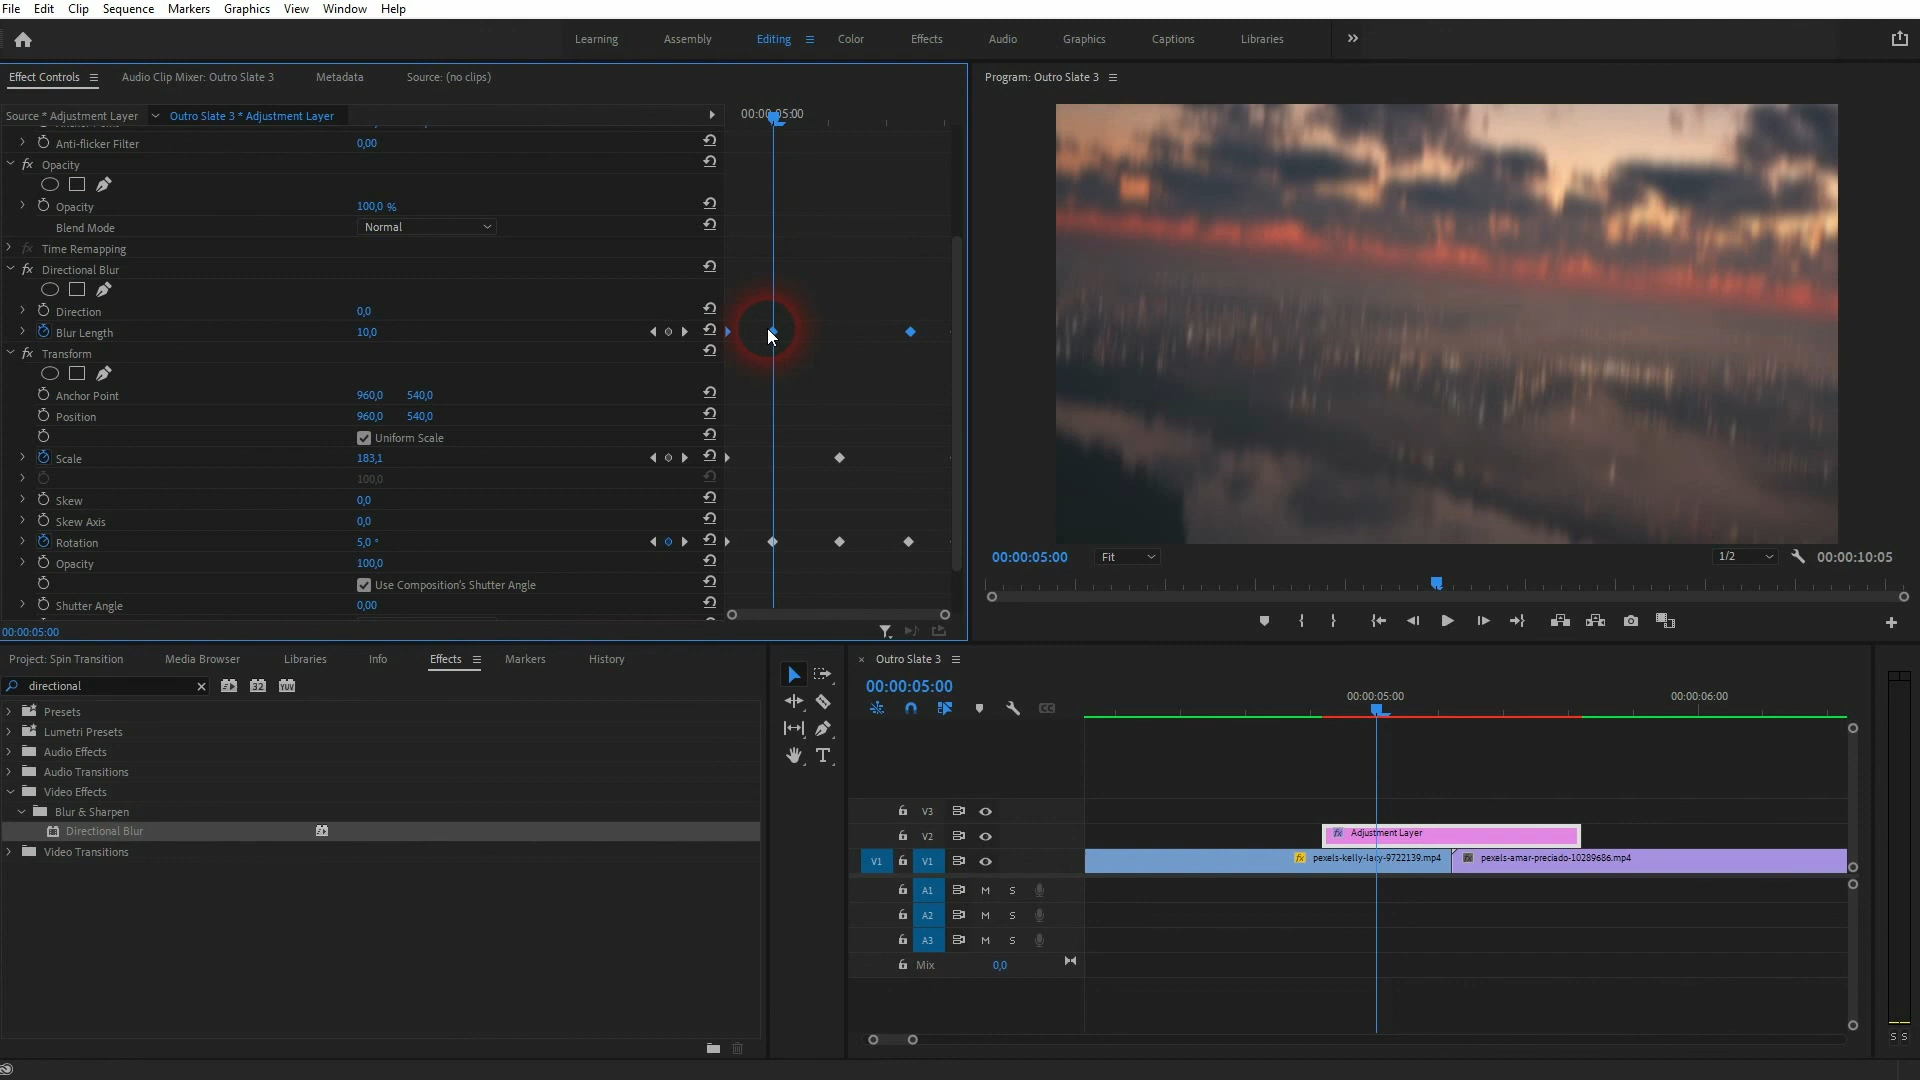 File Edit Clip Sequence Markers Graphics View Window Help
Learning Assembly Editing Color Effects Audio Graphics Captions Libraries
Effect Controls Audio Clip Mixer: Outro Slate 3 Metadata Source: (no clips)
Source * Adjustment Layer Outro Slate 3 * Adjustment Layer
00:00:05:00
Anti-flicker Filter 0,00
fx Opacity
Opacity 100,0 %
Blend Mode Normal
fx Time Remapping
fx Directional Blur
Direction 0,0
Blur Length 10,0
fx Transform
Anchor Point 960,0 540,0
Position 960,0 540,0
Uniform Scale
Scale 183,1
100,0
Skew 0,0
Skew Axis 0,0
Rotation 5,0 °
Opacity 100,0
Use Composition's Shutter Angle
Shutter Angle 0,00
00:00:05:00
Program: Outro Slate 3
00:00:05:00 Fit 1/2 00:00:10:05
Project: Spin Transition Media Browser Libraries Info Effects Markers History
directional 32 YUV
Presets
Lumetri Presets
Audio Effects
Audio Transitions
Video Effects
Blur & Sharpen
Directional Blur
Video Transitions
× Outro Slate 3
00:00:05:00
00:00:05:00 00:00:06:00
V3
V2 fx Adjustment Layer
V1 V1 fx pexels-kelly-lacy-9722139.mp4 fx pexels-amar-preciado-10289686.mp4
A1 M S
A2 M S
A3 M S
Mix 0,0
S S